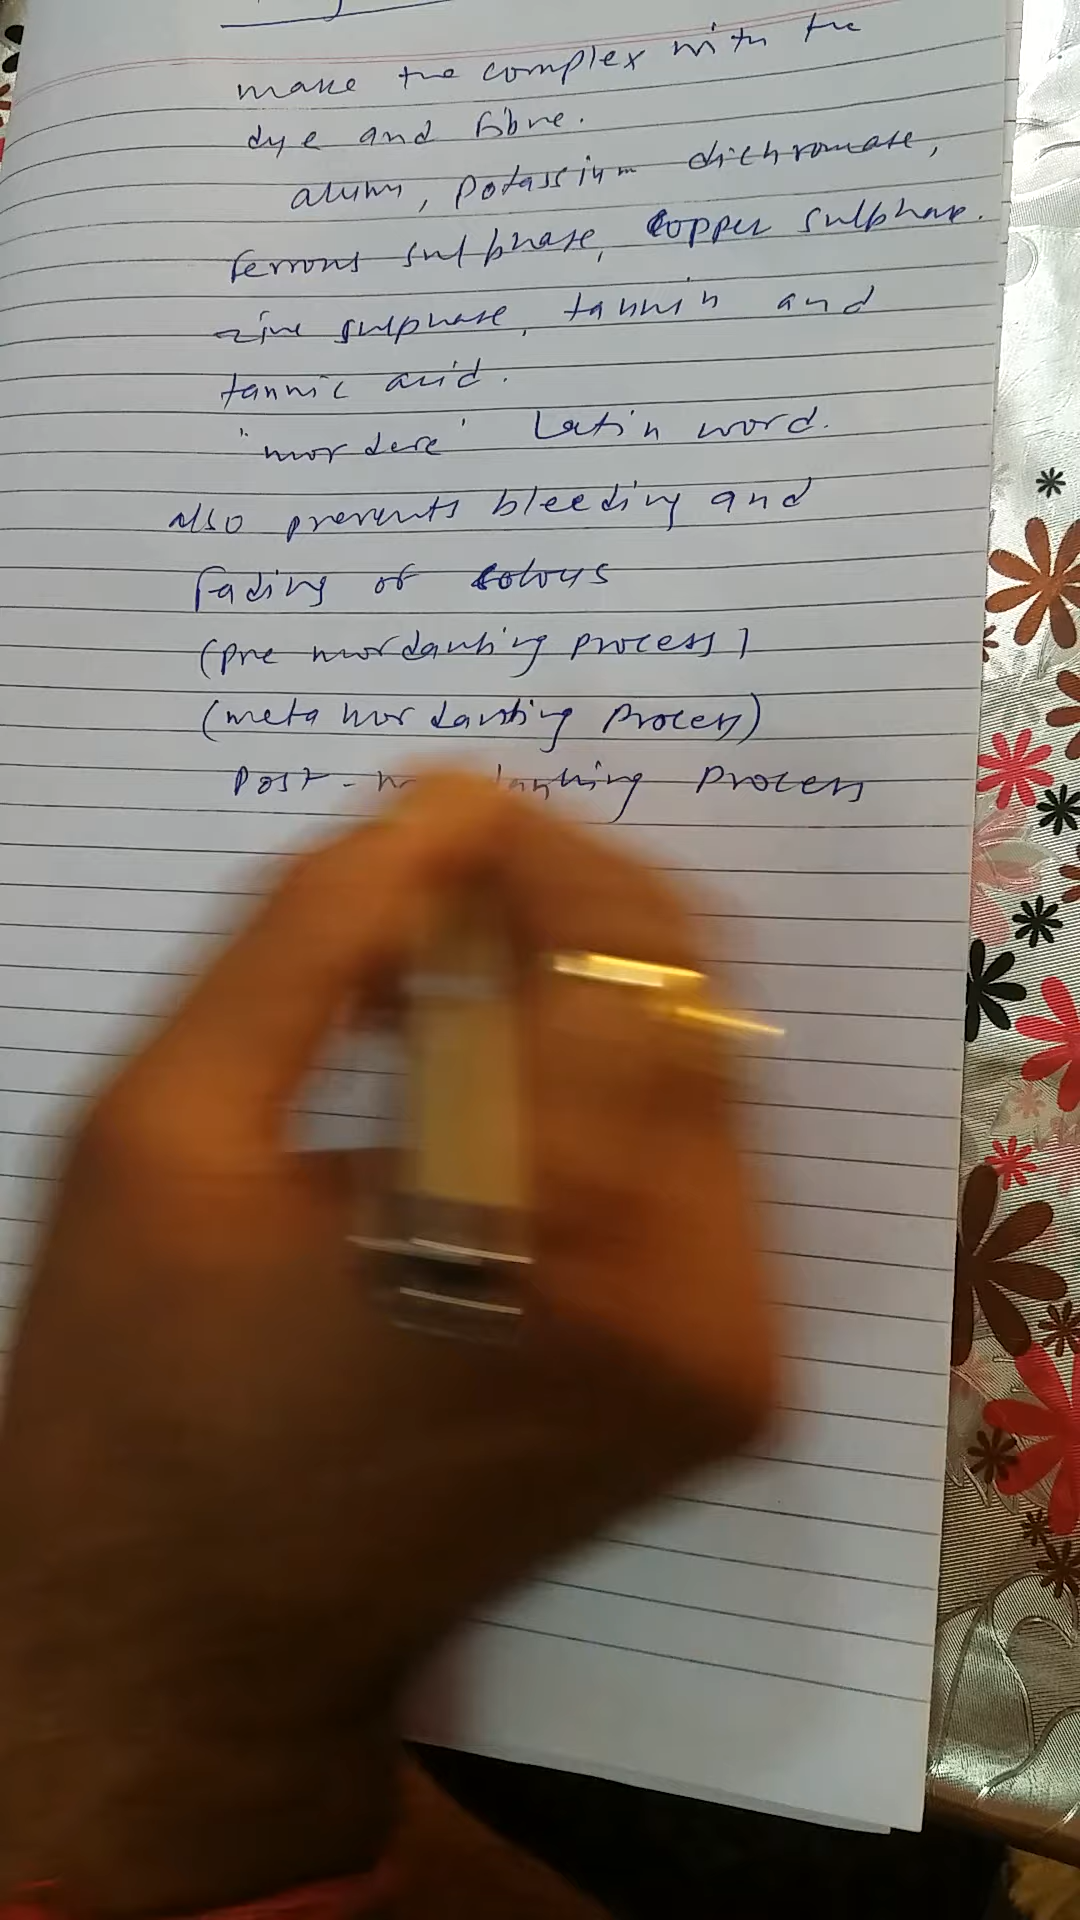 make the complex with the
dye and fibre.
alum, potassium dichromate,
ferrous sulphate, copper sulphate.
zinc sulphate, tannin and
tannic acid.
"mordere" Latin word.
also prevents bleeding and
fading of colours
(pre mordanting process)
(meta mordanting process)
Post-mordanting process